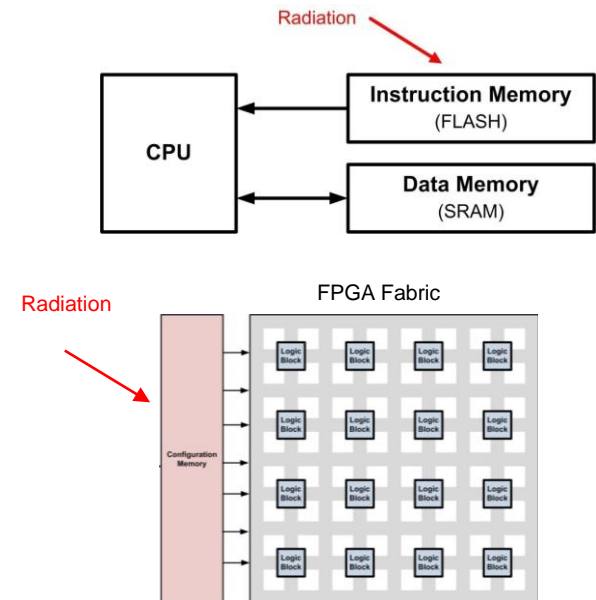 Radiation
Instruction Memory
(FLASH)
CPU
Data Memory
(SRAM)
FPGA Fabric
Radiation
Logic Block Logic Block Logic Block Logic Block
Logic Block Logic Block Logic Block Logic Block
Configuration
Memory
Logic Block Logic Block Logic Block Logic Block
Logic Block Logic Block Logic Block Logic Block